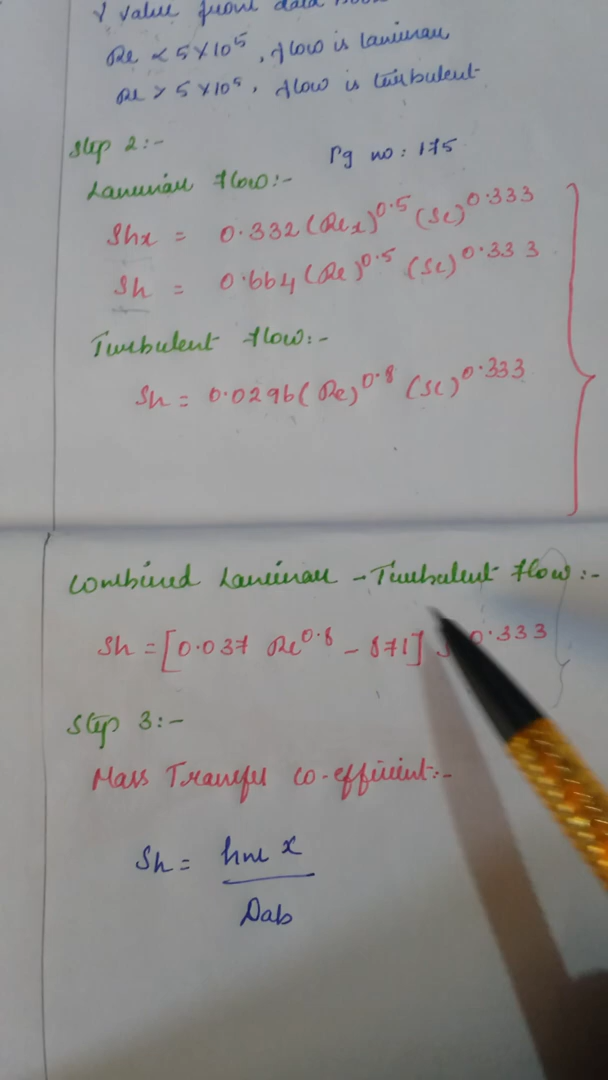 γ value from data
Re < 5×10⁵, flow is laminar
Re > 5×10⁵, flow is turbulent
Step 2:-
Pg no: 175
Laminar Flow:-
Shx = 0.332 (Rex)^0.5 (Sc)^0.333
Sh = 0.664 (Re)^0.5 (Sc)^0.333
Turbulent Flow:-
Sh = 0.0296 (Re)^0.8 (Sc)^0.333
Combined Laminar - Turbulent Flow:-
Sh = [0.037 Re^0.8 - 871] 0.333
Step 3:-
Mass Transfer co-efficient:-
Sh = hm x
Dab